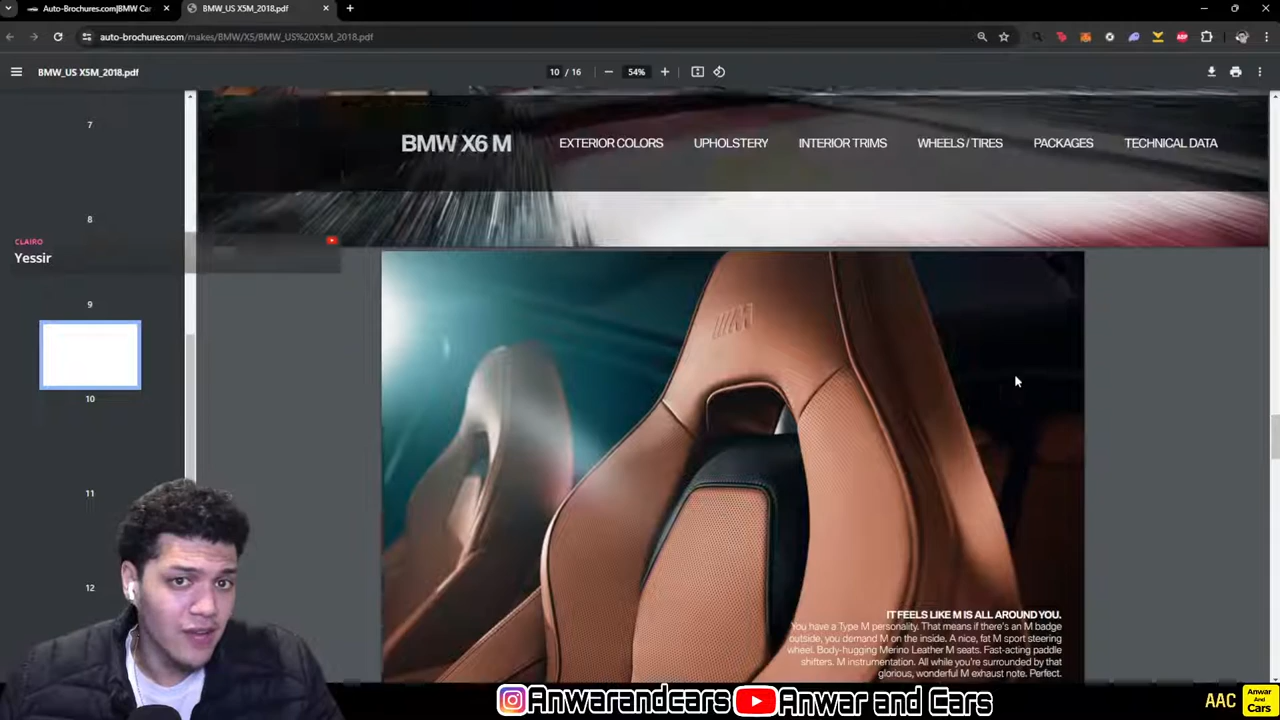 Auto-Brochures.com|BMW Car
BMW_US X5M_2018.pdf
auto-brochures.com/makes/BMW/X5/BMW_US%20X5M_2018.pdf
ABP
BMW_US X5M_2018.pdf
10 / 16
54%
7
8
9
10
11
12
BMW X6 M
EXTERIOR COLORS
UPHOLSTERY
INTERIOR TRIMS
WHEELS / TIRES
PACKAGES
TECHNICAL DATA
CLAIRO
Yessir
M
IT FEELS LIKE M IS ALL AROUND YOU.
You have a Type M personality. That means if there's an M badge
outside, you demand M on the inside. A nice, fat M sport steering
wheel. Body-hugging Merino Leather M seats. Fast-acting paddle
shifters. M instrumentation. All while you're surrounded by that
glorious, wonderful M exhaust note. Perfect.
@Anwarandcars
Anwar and Cars
AAC
Anwar
And
Cars